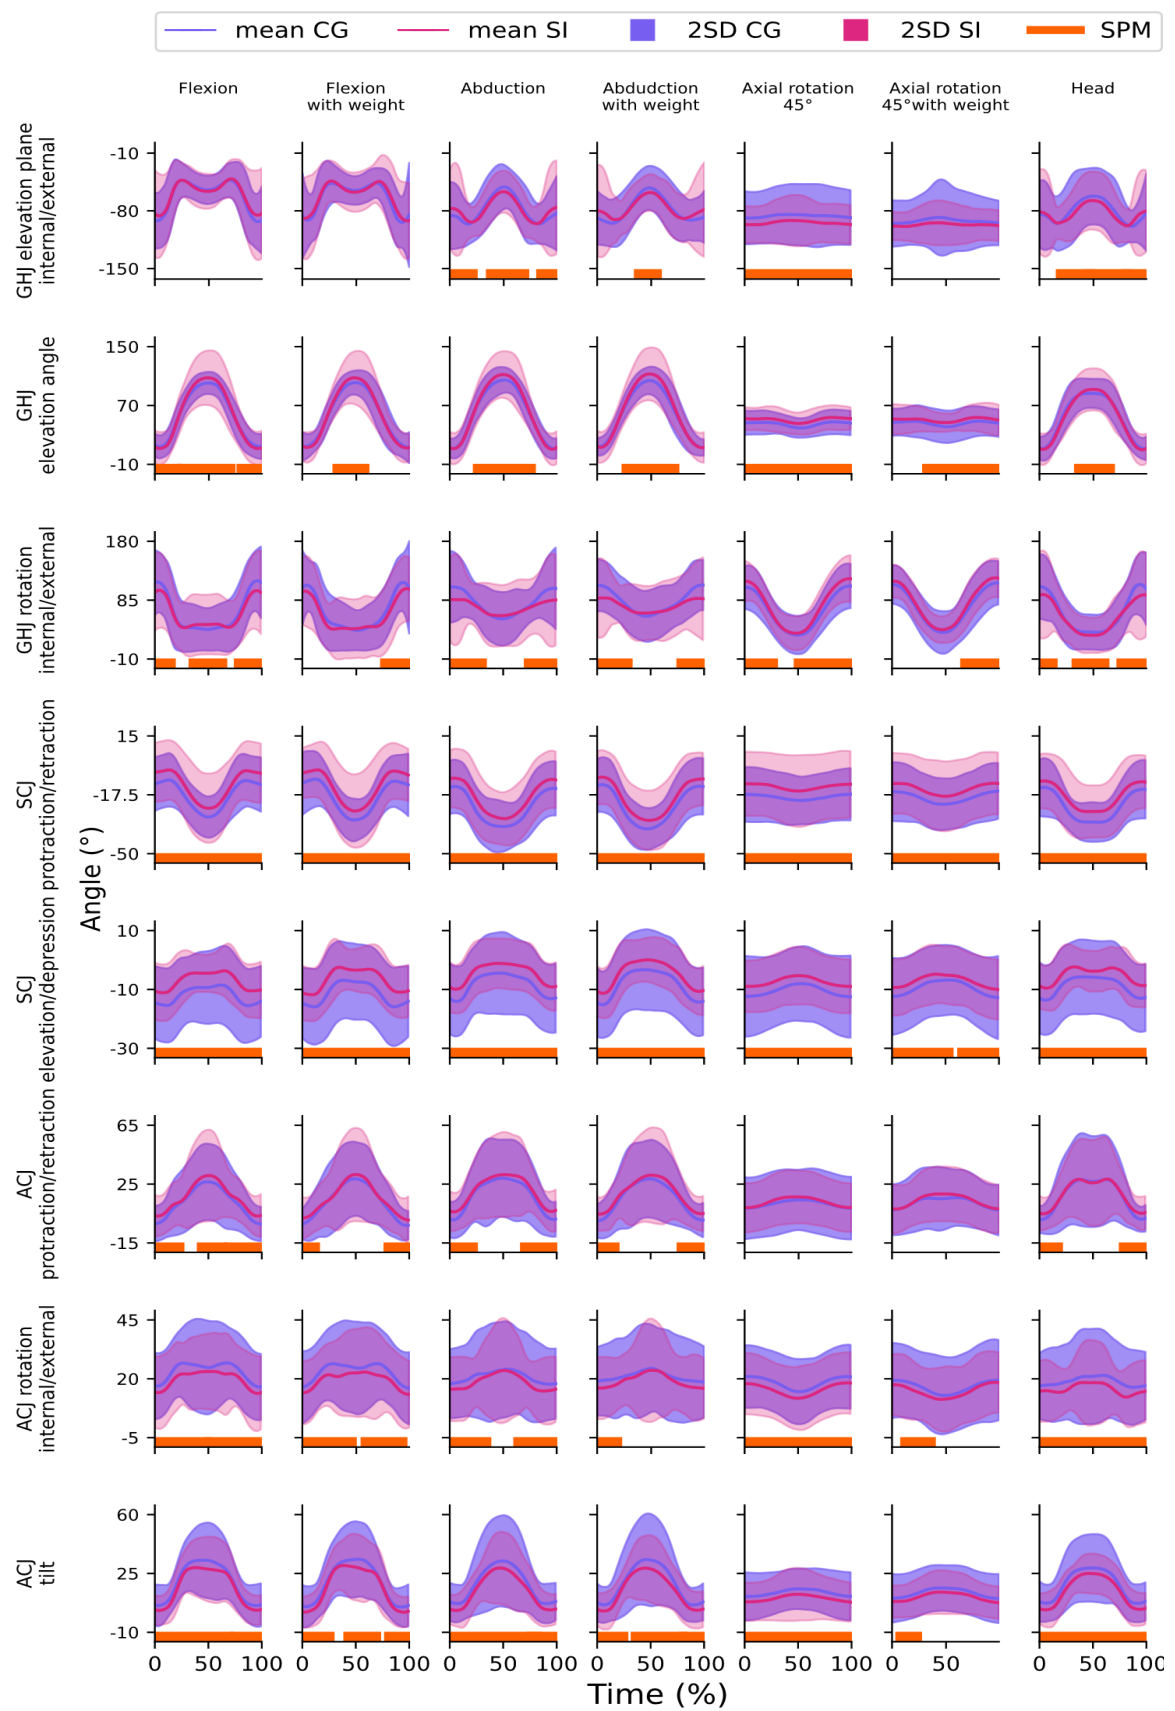 mean CG mean SI 2SD CG 2SD SI SPM
Flexion
Flexion
with weight
Abduction
Abdudction
with weight
Axial rotation
45°
Axial rotation
45°with weight
Head
GHJ elevation plane
internal/external
-10
-80
-150
GHJ
elevation angle
150
70
-10
GHJ rotation
internal/external
180
85
-10
SCJ
protraction/retraction
15
-17.5
-50
Angle (°)
SCJ
elevation/depression
10
-10
-30
ACJ
protraction/retraction
65
25
-15
ACJ rotation
internal/external
45
20
-5
ACJ
tilt
60
25
-10
0 50 100 0 50 100 0 50 100 0 50 100 0 50 100 0 50 0 50 100
Time (%)